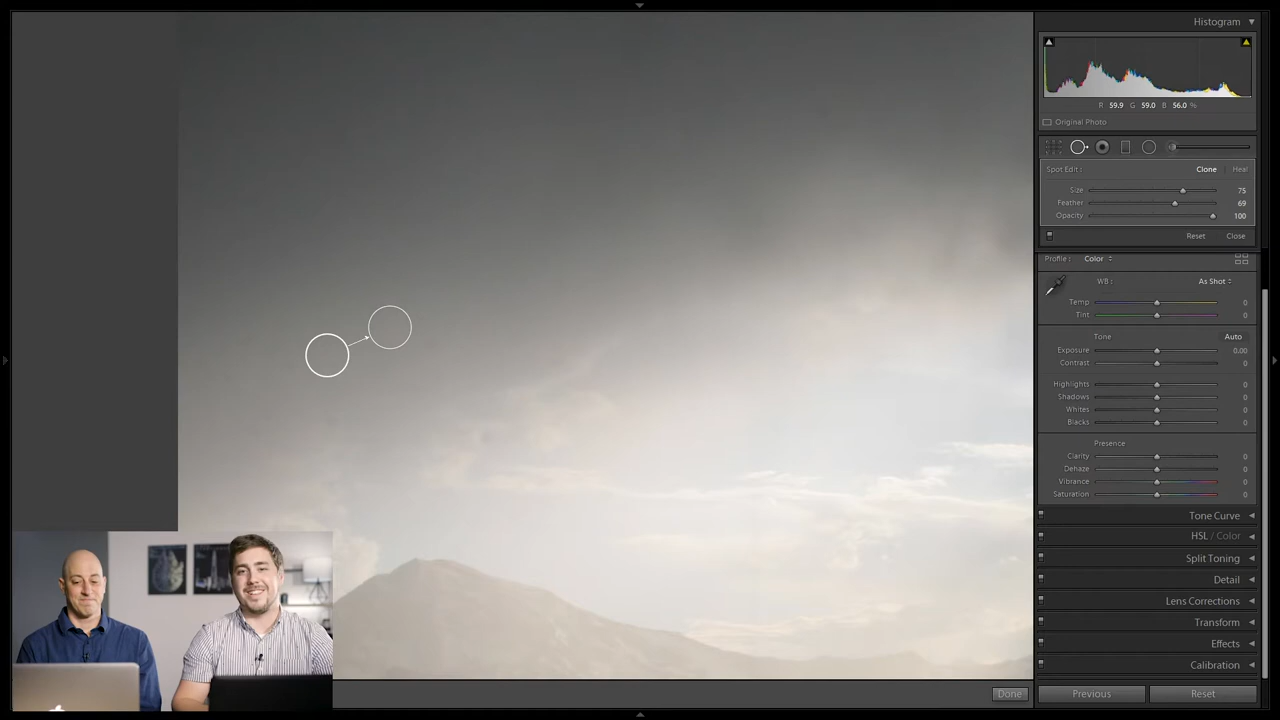 Histogram
R 59.9 G 59.0 B 56.0 %
Original Photo
Spot Edit : Clone | Heal
Size 75
Feather 69
Opacity 100
Reset Close
Profile : Color
WB : As Shot
Temp 0
Tint 0
Tone Auto
Exposure 0.00
Contrast 0
Highlights 0
Shadows 0
Whites 0
Blacks 0
Presence
Clarity 0
Dehaze 0
Vibrance 0
Saturation 0
Tone Curve
HSL / Color
Split Toning
Detail
Lens Corrections
Transform
Effects
Calibration
Done Previous Reset